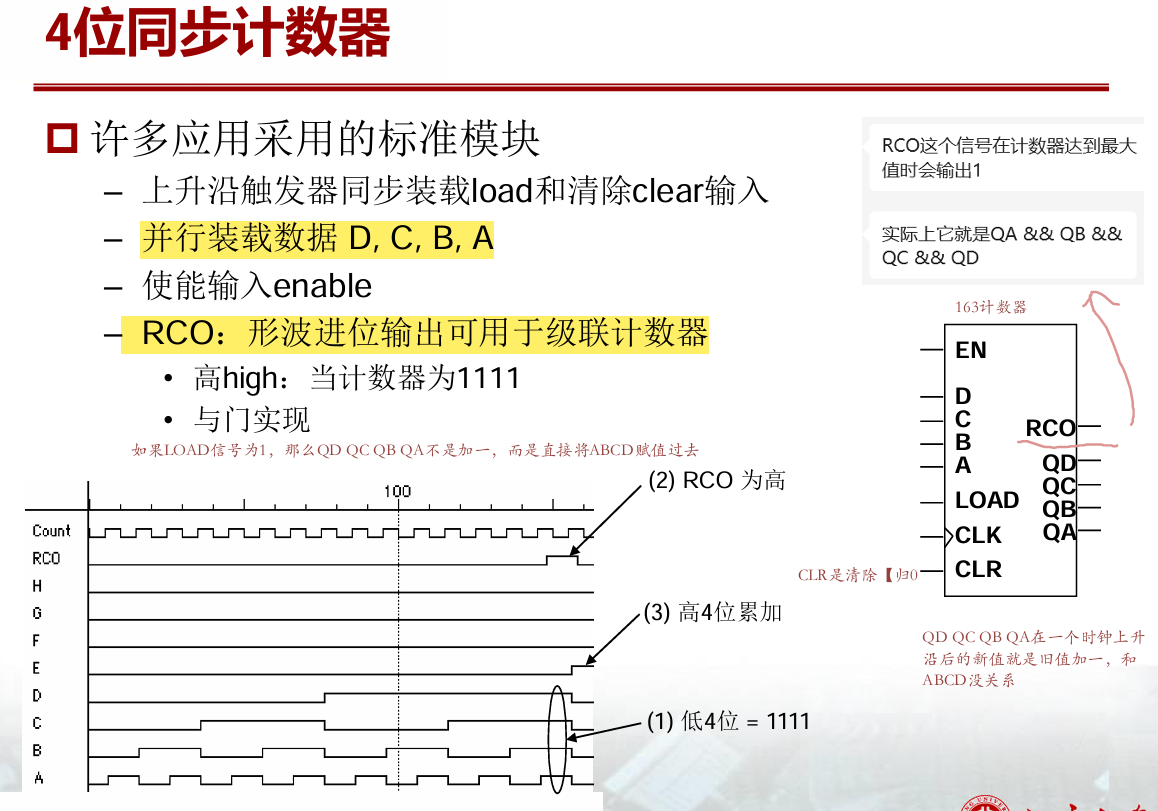 4位同步计数器
许多应用采用的标准模块
– 上升沿触发器同步装载load和清除clear输入
– 并行装载数据 D, C, B, A
– 使能输入enable
– RCO：形波进位输出可用于级联计数器
• 高high：当计数器为1111
• 与门实现
如果LOAD信号为1，那么QD QC QB QA不是加一，而是直接将ABCD赋值过去
RCO这个信号在计数器达到最大
值时会输出1
实际上它就是QA && QB &&
QC && QD
163计数器
EN
D
C
B
A
LOAD
CLK
CLR
RCO
QD
QC
QB
QA
CLR是清除【归0
QD QC QB QA在一个时钟上升
沿后的新值就是旧值加一，和
ABCD没关系
100
Count
RCO
H
G
F
E
D
C
B
A
(2) RCO 为高
(3) 高4位累加
(1) 低4位 = 1111